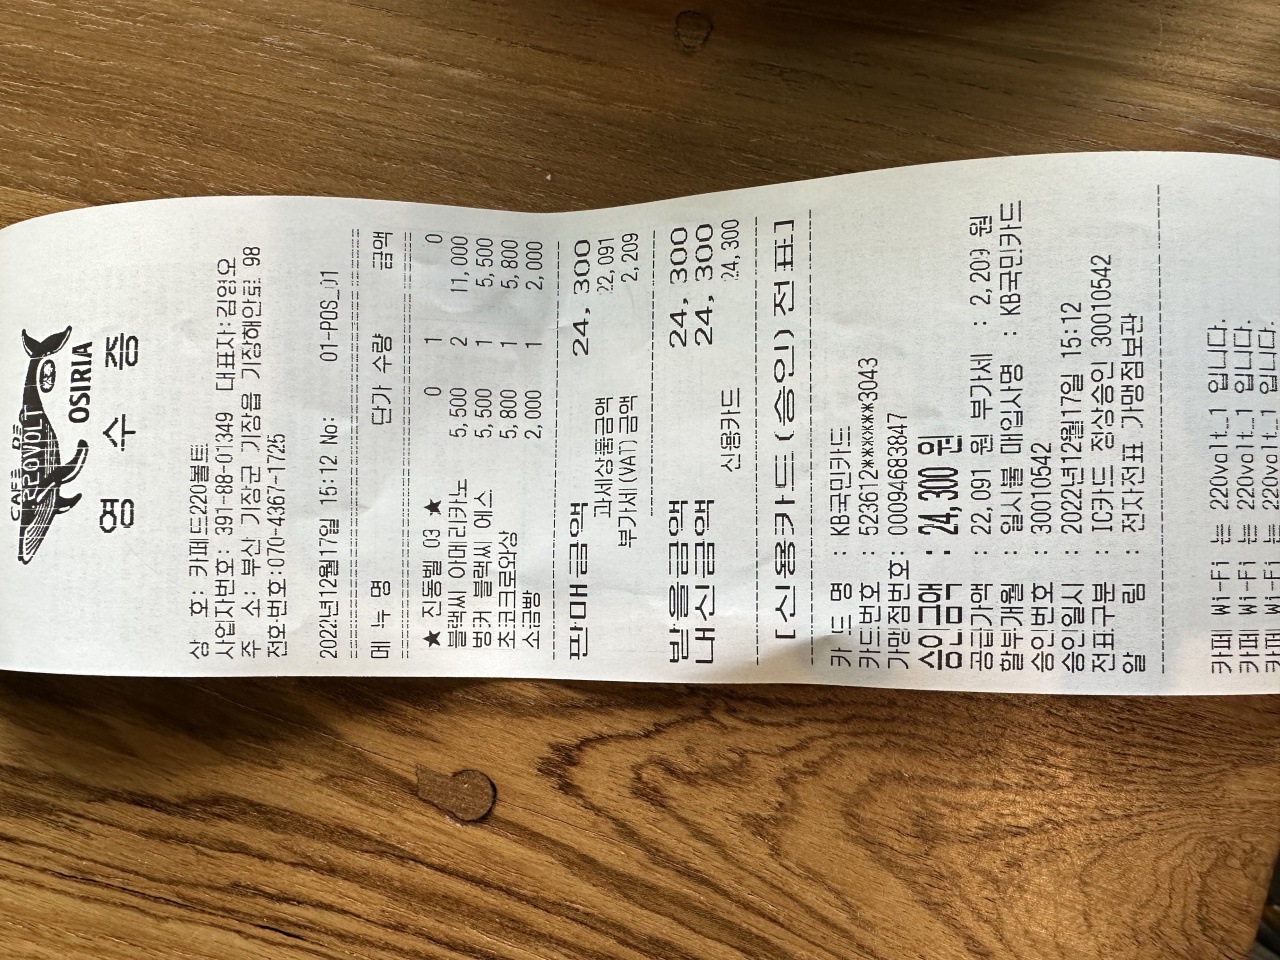 CAFE DE
220VOLT
OSIRIA
영 수 증
상 호: 카페드220볼트
사업자번호: 391-88-01349 대표자:김영오
주 소: 부산 기장군 기장읍 기장해안로 98
전화번호:070-4367-1725
2022년12월17일 15:12 No: 01-POS_01
메 뉴 명 단가 수량 금액
★ 진동벨 03 ★ 0 1 0
블랙씨 아메리카노 5,500 2 11,000
벙커 블랙씨 에스 5,500 1 5,500
초코크로와상 5,800 1 5,800
소금빵 2,000 1 2,000
판매금액 24,300
과세상품금액 22,091
부가세(VAT)금액 2,209
받을금액 24,300
내신금액 24,300
신용카드 24,300
[신용카드(승인)전표]
카 드 명 : KB국민카드
카드번호 : 523612******3043
가맹점번호: 00094683847
승인금액 : 24,300 원
공급가액 : 22,091 원 부가세 : 2,209 원
할부개월 : 일시불 매입사명 : KB국민카드
승인번호 : 30010542
승인일시 : 2022년12월17일 15:12
전표구분 : IC카드 정상승인 30010542
알 림 : 전자전표 가맹점보관
카페 Wi-Fi 는 220volt_1 입니다.
카페 Wi-Fi 는 220volt_1 입니다.
카페 Wi-Fi 는 220volt_1 입니다.